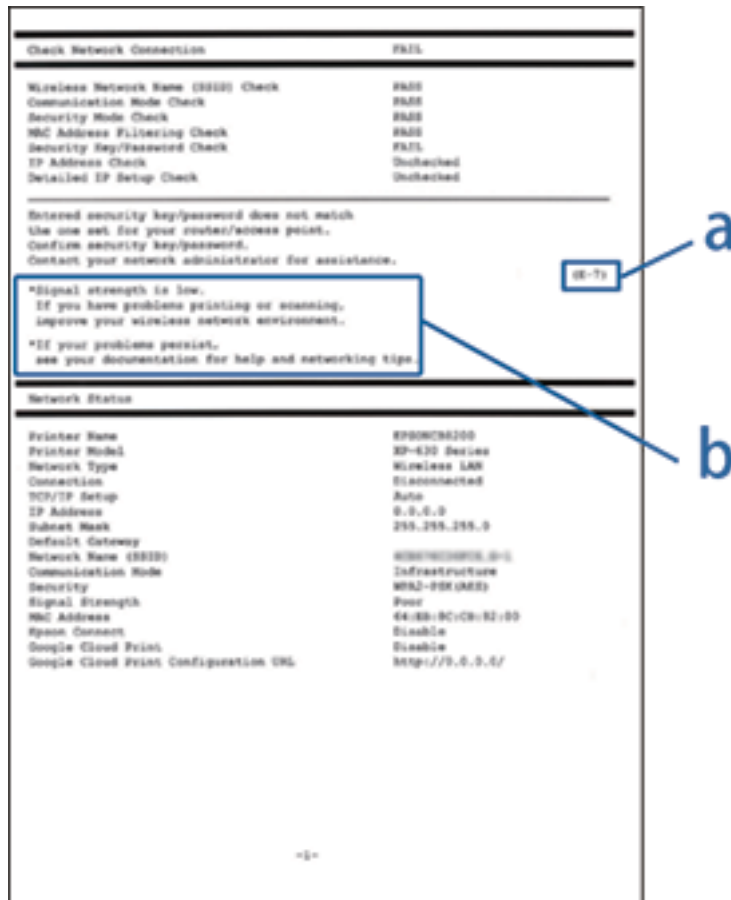 Check Network Connection FAIL
Wireless Network Name (SSID) Check PASS
Communication Mode Check PASS
Security Mode Check PASS
MAC Address Filtering Check PASS
Security Key/Password Check FAIL
IP Address Check Unchecked
Detailed IP Setup Check Unchecked
Entered security key/password does not match
the one set for your router/access point.
Confirm security key/password.
Contact your network administrator for assistance.
(E-7)
a
*Signal strength is low.
If you have problems printing or scanning,
improve your wireless network environment.
*If your problems persist,
see your documentation for help and networking tips.
b
Network Status
Printer Name
Printer Model XP-630 Series
Network Type Wireless LAN
Connection Disconnected
TCP/IP Setup Auto
IP Address 0.0.0.0
Subnet Mask 255.255.255.0
Default Gateway
Network Name (SSID)
Communication Mode Infrastructure
Security WPA2-PSK(AES)
Signal Strength Poor
MAC Address
Epson Connect Disable
Google Cloud Print Disable
Google Cloud Print Configuration URL http://0.0.0.0/
-1-